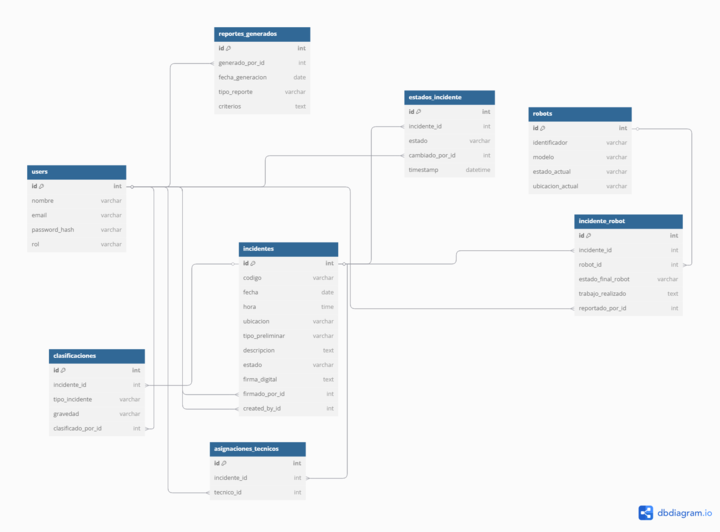 reportes_generados
id int
generado_por_id int
fecha_generacion date
tipo_reporte varchar
criterios text
estados_incidente
id int
incidente_id int
estado varchar
cambiado_por_id int
timestamp datetime
robots
id int
identificador varchar
modelo varchar
estado_actual varchar
ubicacion_actual varchar
users
id int
nombre varchar
email varchar
password_hash varchar
rol varchar
incidente_robot
id int
incidente_id int
robot_id int
estado_final_robot varchar
trabajo_realizado text
reportado_por_id int
incidentes
id int
codigo varchar
fecha date
hora time
ubicacion varchar
tipo_preliminar varchar
descripcion text
estado varchar
firma_digital text
firmado_por_id int
created_by_id int
clasificaciones
id int
incidente_id int
tipo_incidente varchar
gravedad varchar
clasificado_por_id int
asignaciones_tecnicos
id int
incidente_id int
tecnico_id int
dbdiagram.io